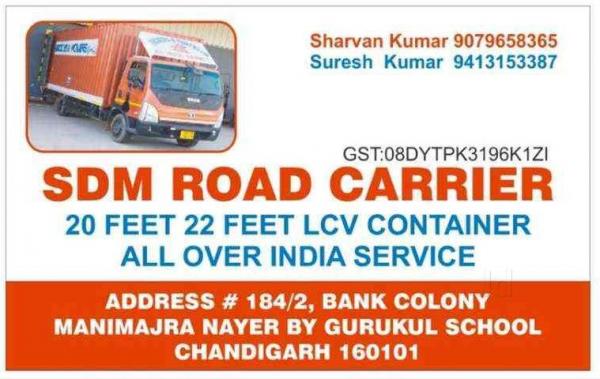 Sharvan Kumar 9079658365
Suresh Kumar 9413153387
GST:08DYTPK3196K1ZI
SDM ROAD CARRIER
20 FEET 22 FEET LCV CONTAINER
ALL OVER INDIA SERVICE
ADDRESS # 184/2, BANK COLONY
MANIMAJRA NAYER BY GURUKUL SCHOOL
CHANDIGARH 160101